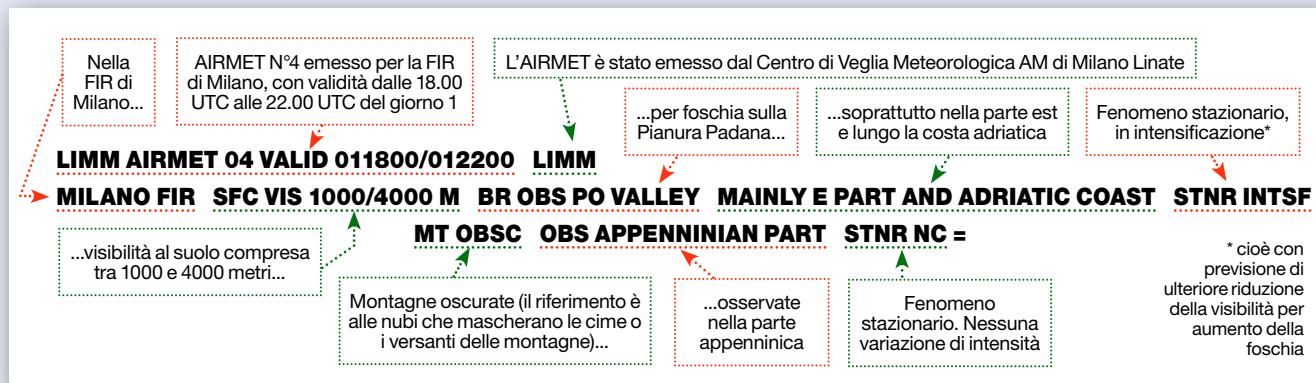 Nella
FIR di
Milano...
AIRMET N°4 emesso per la FIR
di Milano, con validità dalle 18.00
UTC alle 22.00 UTC del giorno 1
L'AIRMET è stato emesso dal Centro di Veglia Meteorologica AM di Milano Linate
...per foschia sulla
Pianura Padana...
...soprattutto nella parte est
e lungo la costa adriatica
Fenomeno stazionario,
in intensificazione*
LIMM AIRMET 04 VALID 011800/012200 LIMM
MILANO FIR SFC VIS 1000/4000 M BR OBS PO VALLEY MAINLY E PART AND ADRIATIC COAST STNR INTSF
MT OBSC OBS APPENNINIAN PART STNR NC =
...visibilità al suolo compresa
tra 1000 e 4000 metri...
Montagne oscurate (il riferimento è
alle nubi che mascherano le cime o
i versanti delle montagne)...
...osservate
nella parte
appenninica
Fenomeno
stazionario. Nessuna
variazione di intensità
* cioè con
previsione di
ulteriore riduzione
della visibilità per
aumento della
foschia